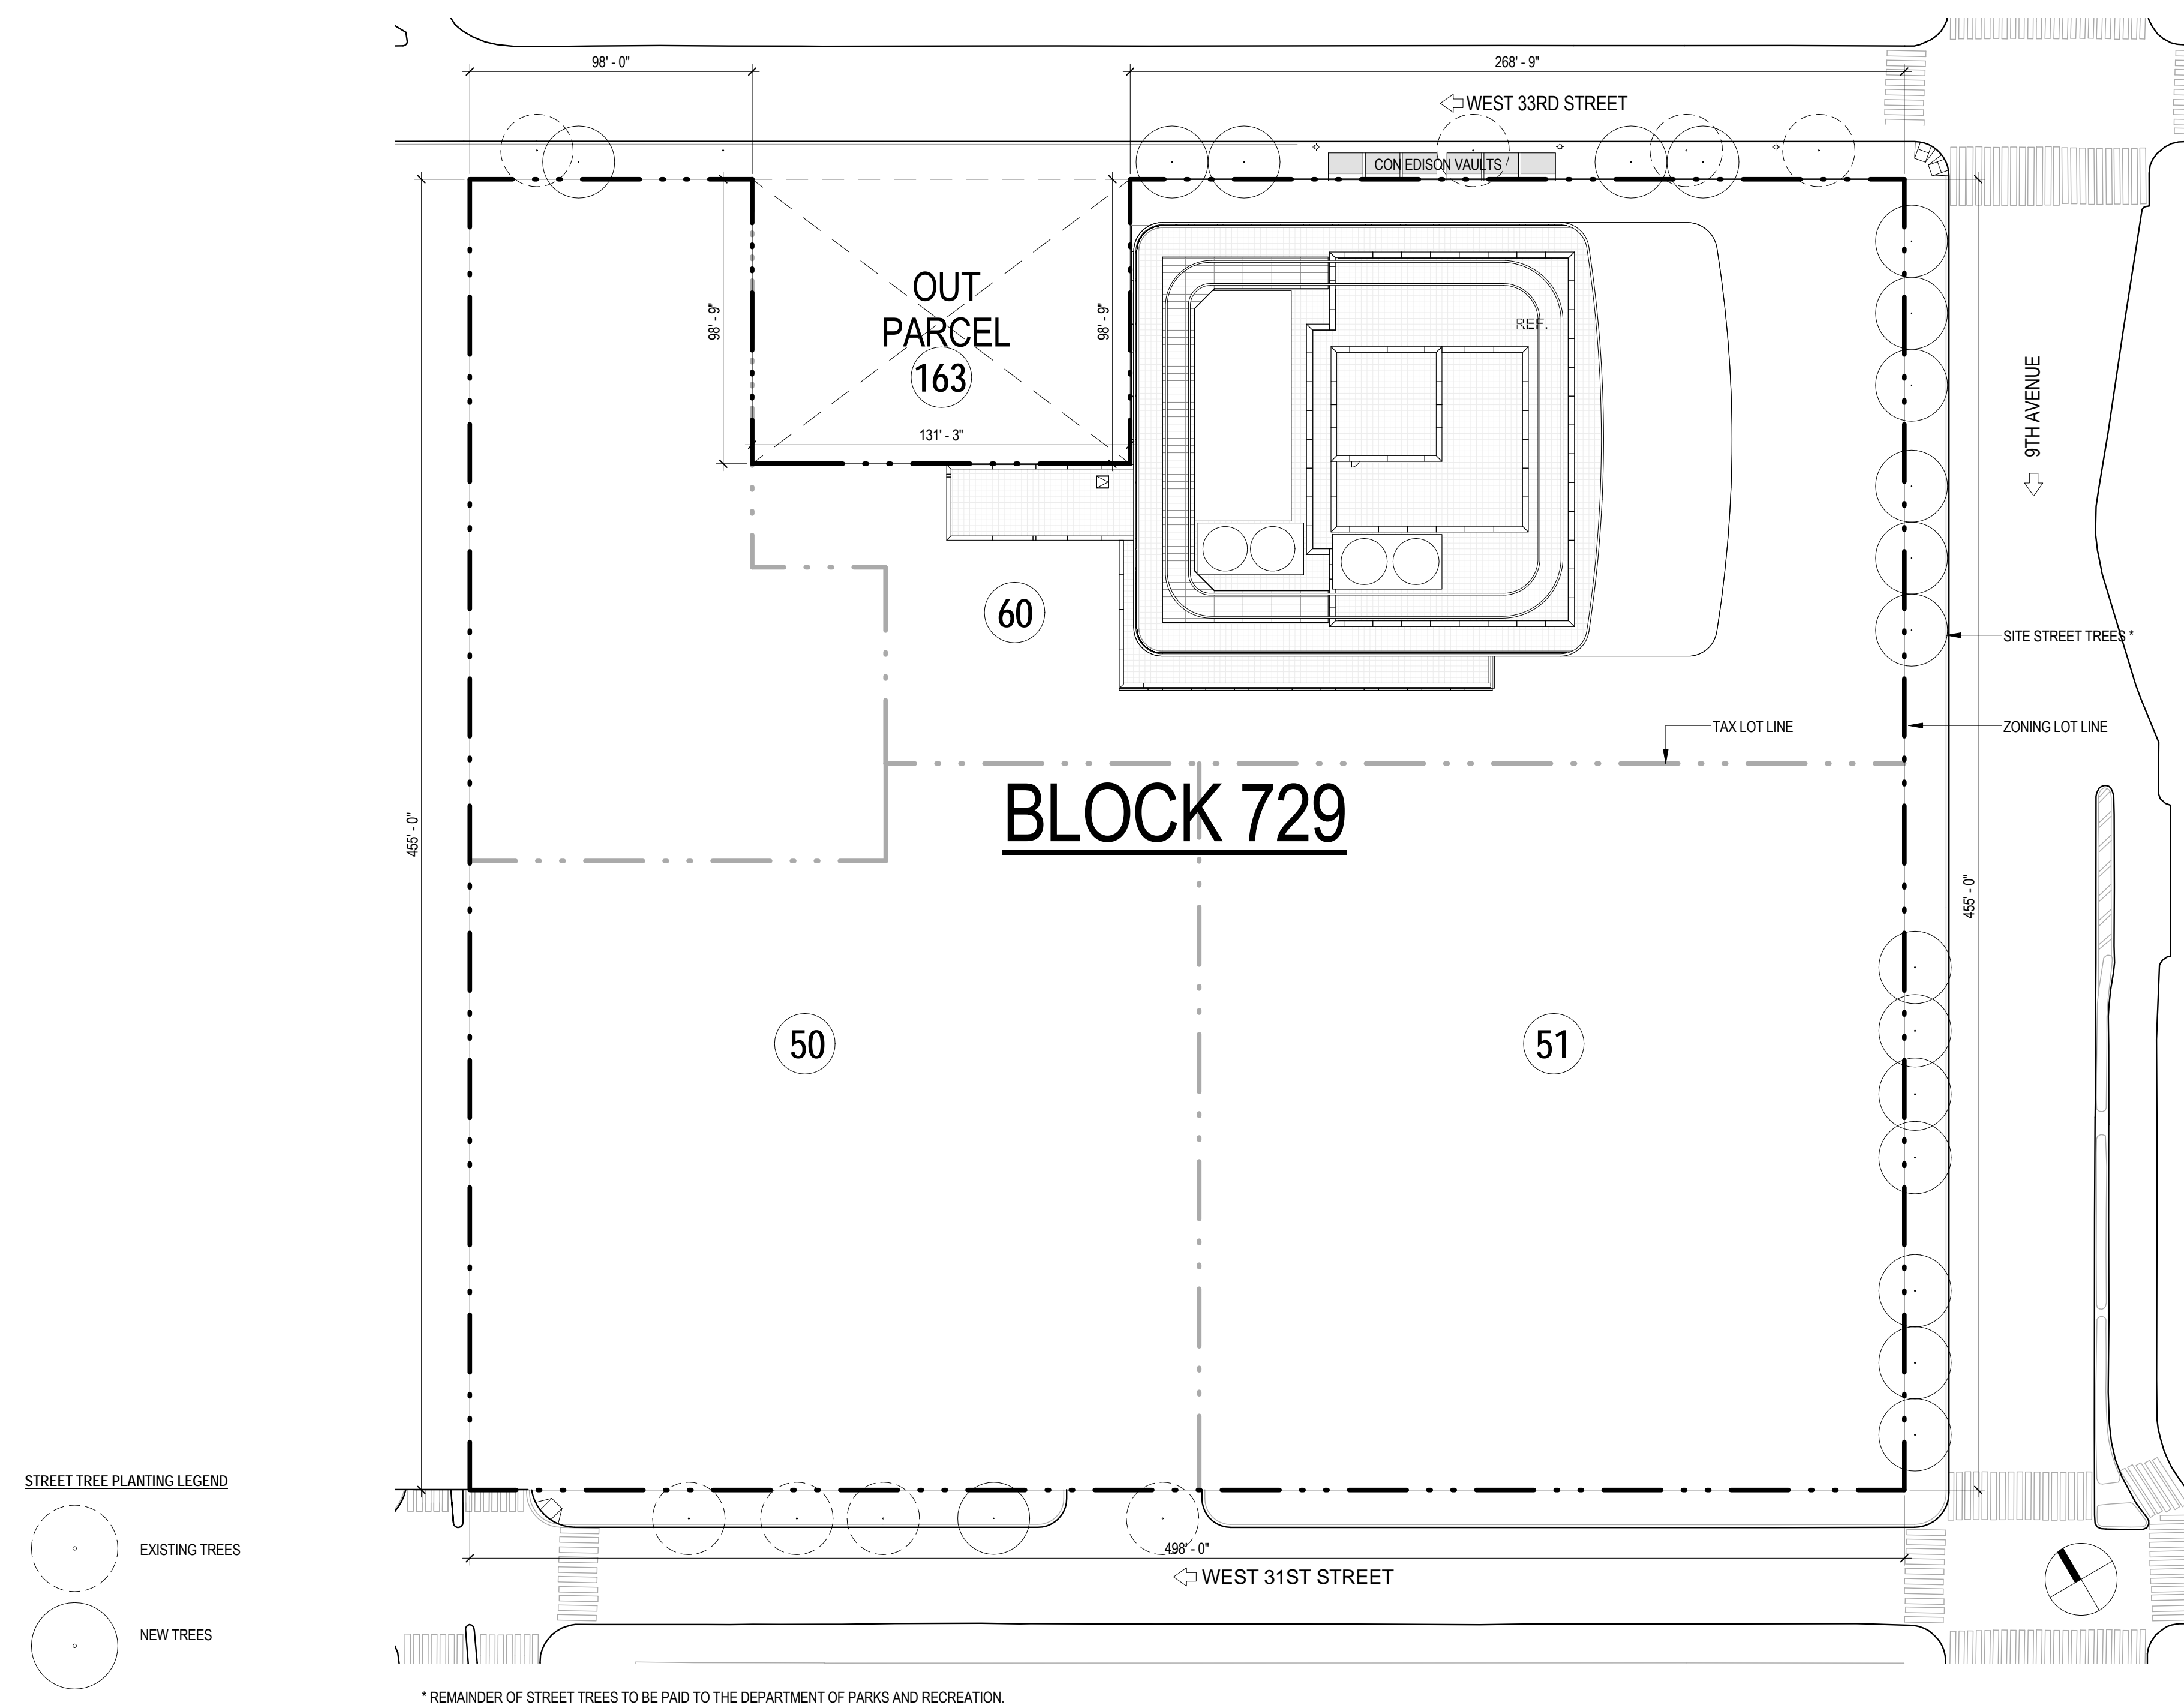 98' - 0"
268' - 9"
WEST 33RD STREET
CON EDISON VAULTS
OUT
PARCEL
163
98' - 9"
98' - 9"
131' - 3"
REF.
9TH AVENUE
60
SITE STREET TREES *
TAX LOT LINE
ZONING LOT LINE
BLOCK 729
455' - 0"
455' - 0"
50
51
STREET TREE PLANTING LEGEND
EXISTING TREES
NEW TREES
498' - 0"
WEST 31ST STREET
* REMAINDER OF STREET TREES TO BE PAID TO THE DEPARTMENT OF PARKS AND RECREATION.